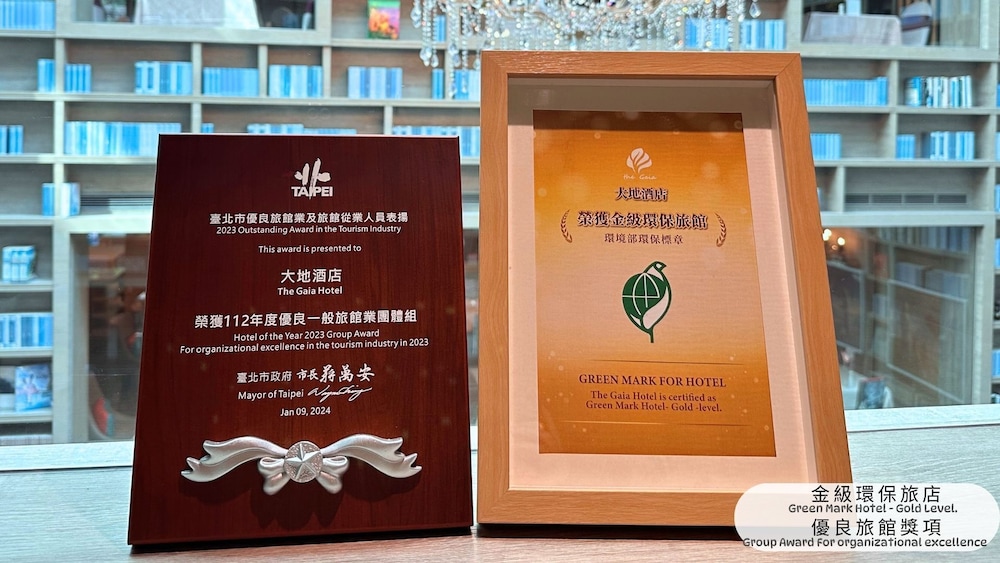 TAIPEI
臺北市優良旅館業及旅館從業人員表揚
2023 Outstanding Award in the Tourism Industry
This award is presented to
大地酒店
The Gaia Hotel
榮獲112年度優良一般旅館業團體組
Hotel of the Year 2023 Group Award
For organizational excellence in the tourism industry in 2023
臺北市政府 市長 蔣萬安
Mayor of Taipei
Jan 09, 2024
the Gaia
大地酒店
榮獲金級環保旅館
環境部環保標章
GREEN MARK FOR HOTEL
The Gaia Hotel is certified as
Green Mark Hotel- Gold -level.
金級環保旅店
Green Mark Hotel - Gold Level.
優良旅館獎項
Group Award For organizational excellence